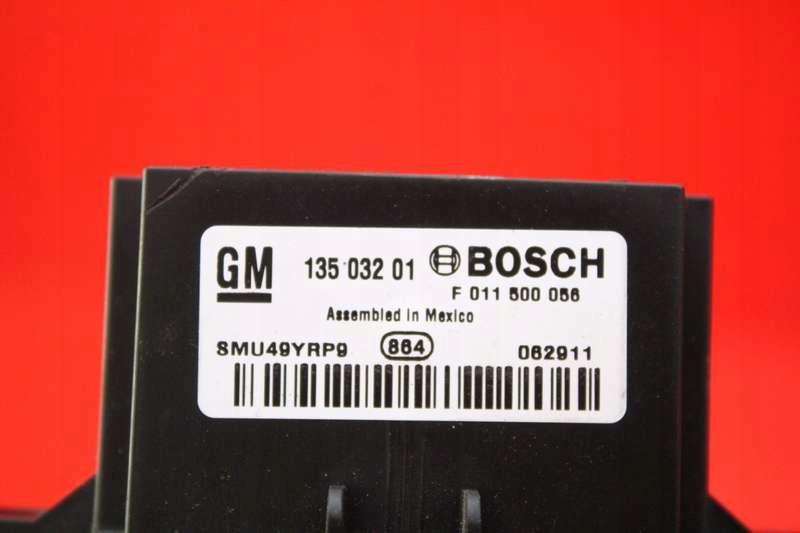 GM 135 032 01 BOSCH
F 011 500 056
Assembled in Mexico
SMU49YRP9 864 062911